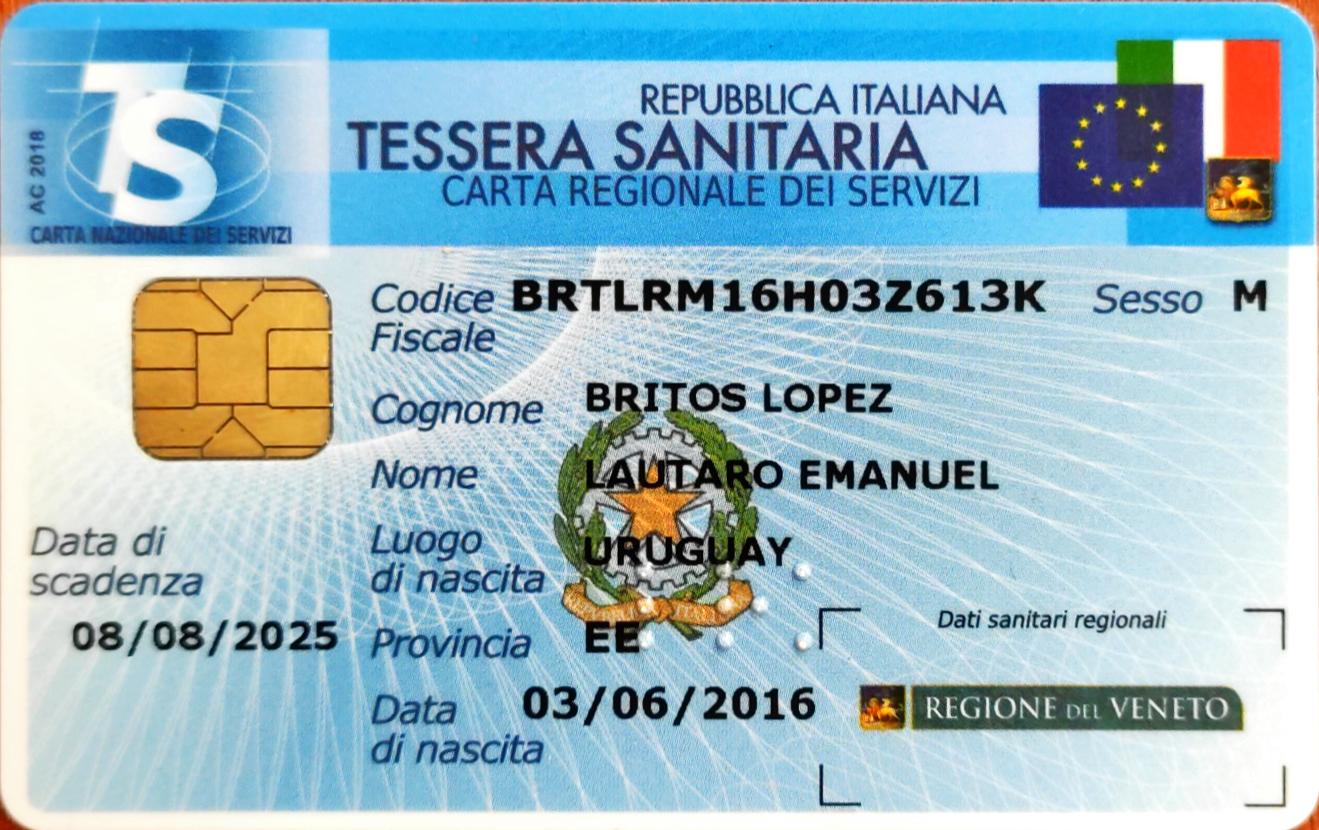 TS
AC 2018
CARTA NAZIONALE DEI SERVIZI
REPUBBLICA ITALIANA
TESSERA SANITARIA
CARTA REGIONALE DEI SERVIZI
Codice Fiscale BRTLRM16H03Z613K Sesso M
Cognome BRITOS LOPEZ
Nome LAUTARO EMANUEL
Luogo di nascita URUGUAY
Provincia EE
Data di nascita 03/06/2016
Data di
scadenza
08/08/2025
Dati sanitari regionali
REGIONE DEL VENETO